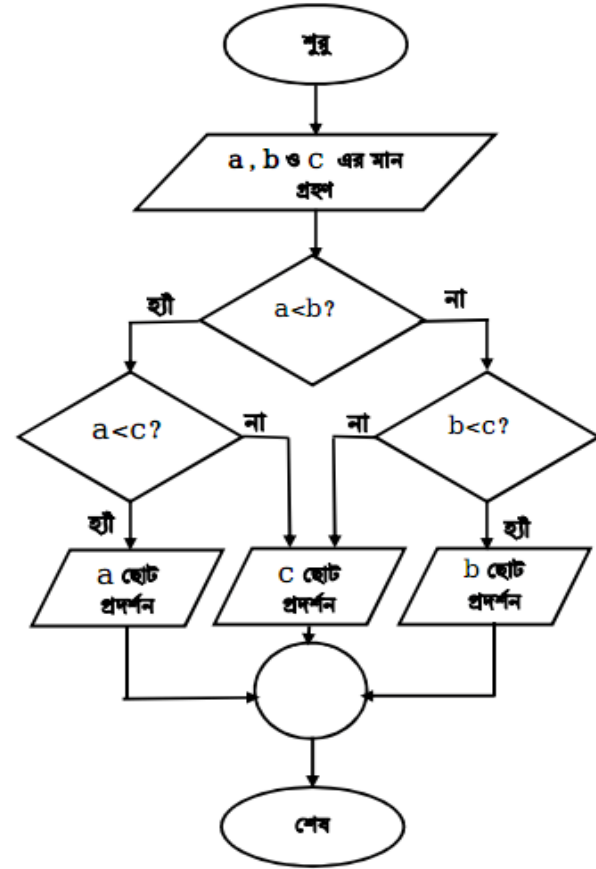 শুরু
a,b ও c এর মান
গ্রহণ
a<b?
হ্যাঁ
না
a<c?
না
না
b<c?
হ্যাঁ
হ্যাঁ
a ছোট
প্রদর্শন
c ছোট
প্রদর্শন
b ছোট
প্রদর্শন
শেষ